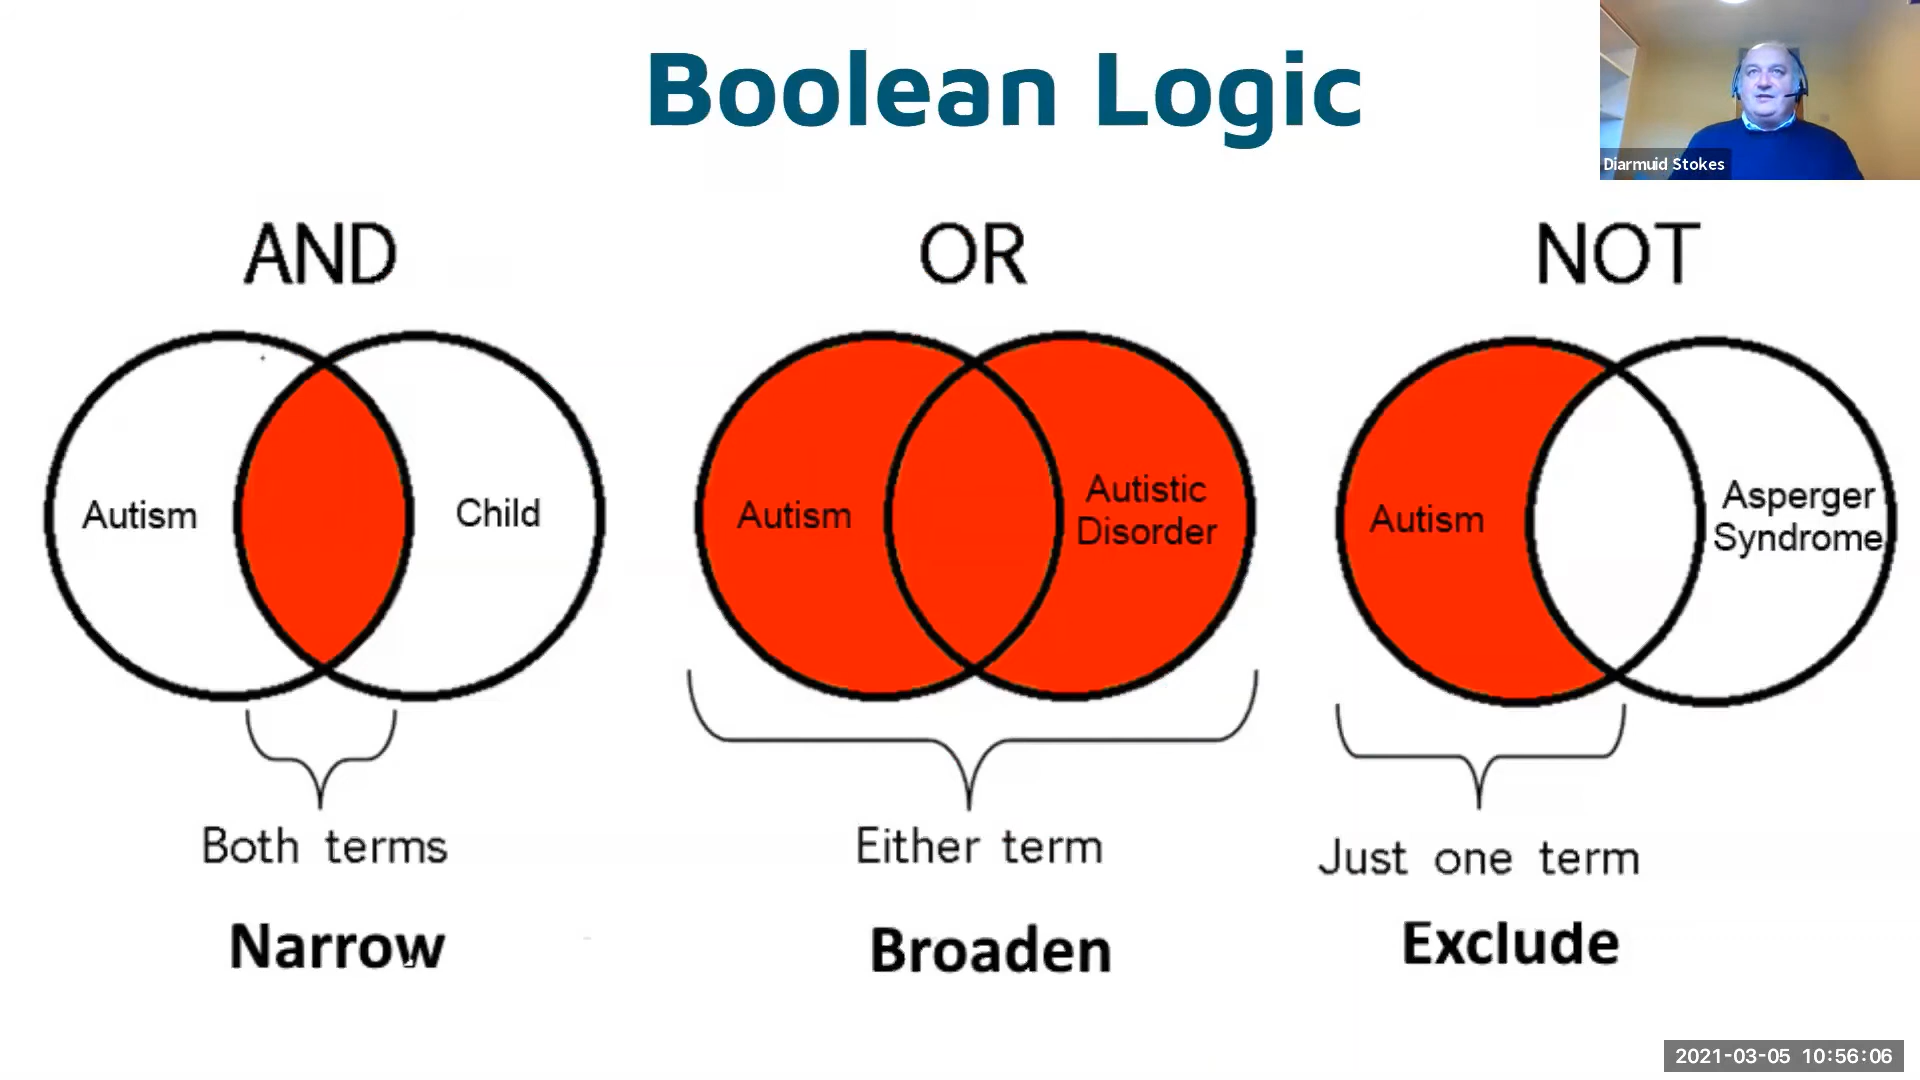 Boolean Logic
Diarmuid Stokes
AND
OR
NOT
Autism
Child
Autism
Autistic
Disorder
Autism
Asperger
Syndrome
Both terms
Either term
Just one term
Narrow
Broaden
Exclude
2021-03-05 10:56:06